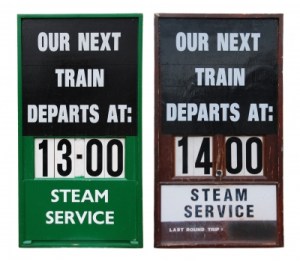 OUR NEXT
TRAIN
DEPARTS AT:
13-00
STEAM
SERVICE
OUR NEXT
TRAIN
DEPARTS AT:
14.00
STEAM
SERVICE
LAST ROUND TRIP